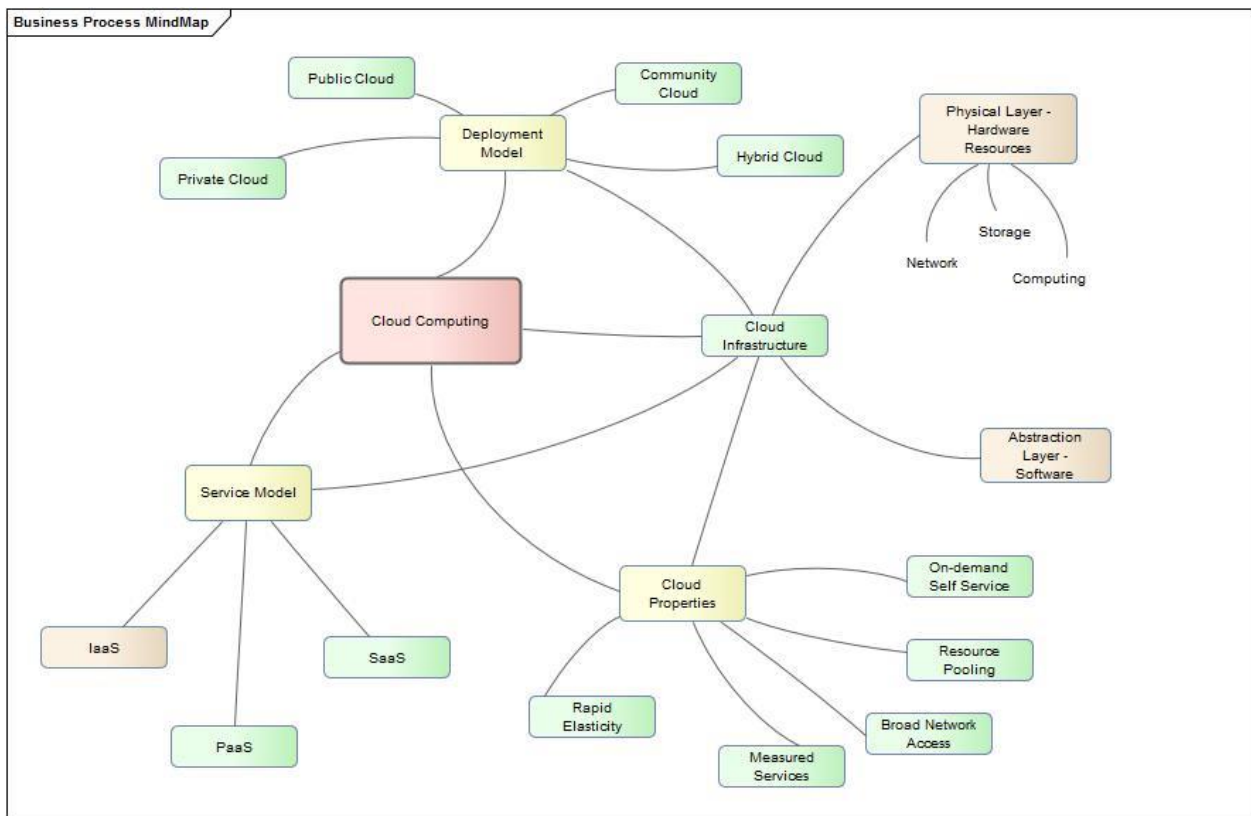 Business Process MindMap
Public Cloud
Community
Cloud
Deployment
Model
Private Cloud
Hybrid Cloud
Physical Layer -
Hardware
Resources
Network
Storage
Computing
Cloud Computing
Cloud
Infrastructure
Abstraction
Layer -
Software
Service Model
IaaS
PaaS
SaaS
Cloud
Properties
On-demand
Self Service
Resource
Pooling
Broad Network
Access
Measured
Services
Rapid
Elasticity